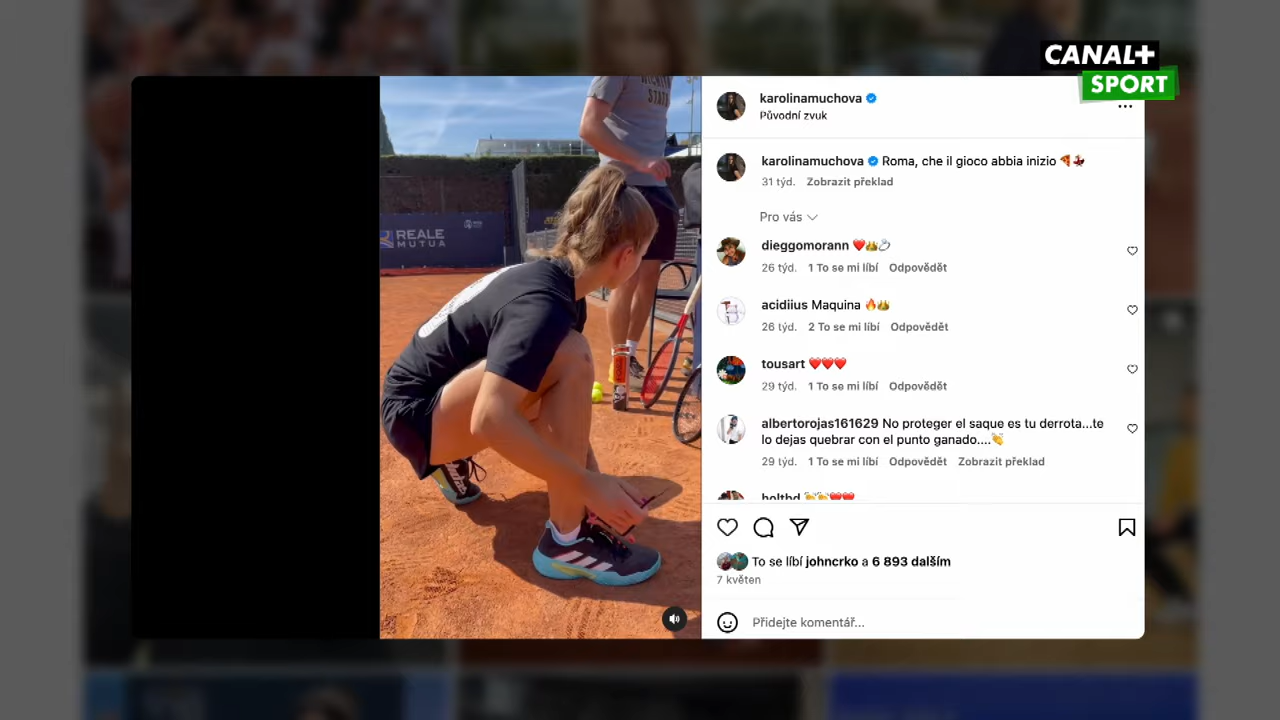 CANAL+
SPORT
karolinamuchova
Původní zvuk
karolinamuchova Roma, che il gioco abbia inizio 🍕💃
31 týd. Zobrazit překlad
Pro vás
dieggomorann ❤️👑💍
26 týd. 1 To se mi líbí Odpovědět
acidiius Maquina 🔥👑
26 týd. 2 To se mi líbí Odpovědět
tousart ❤️❤️❤️
29 týd. 1 To se mi líbí Odpovědět
albertorojas161629 No proteger el saque es tu derrota...te
lo dejas quebrar con el punto ganado....👏
29 týd. 1 To se mi líbí Odpovědět Zobrazit překlad
To se líbí johncrko a 6 893 dalším
7 květen
Přidejte komentář...
REALE
MUTUA